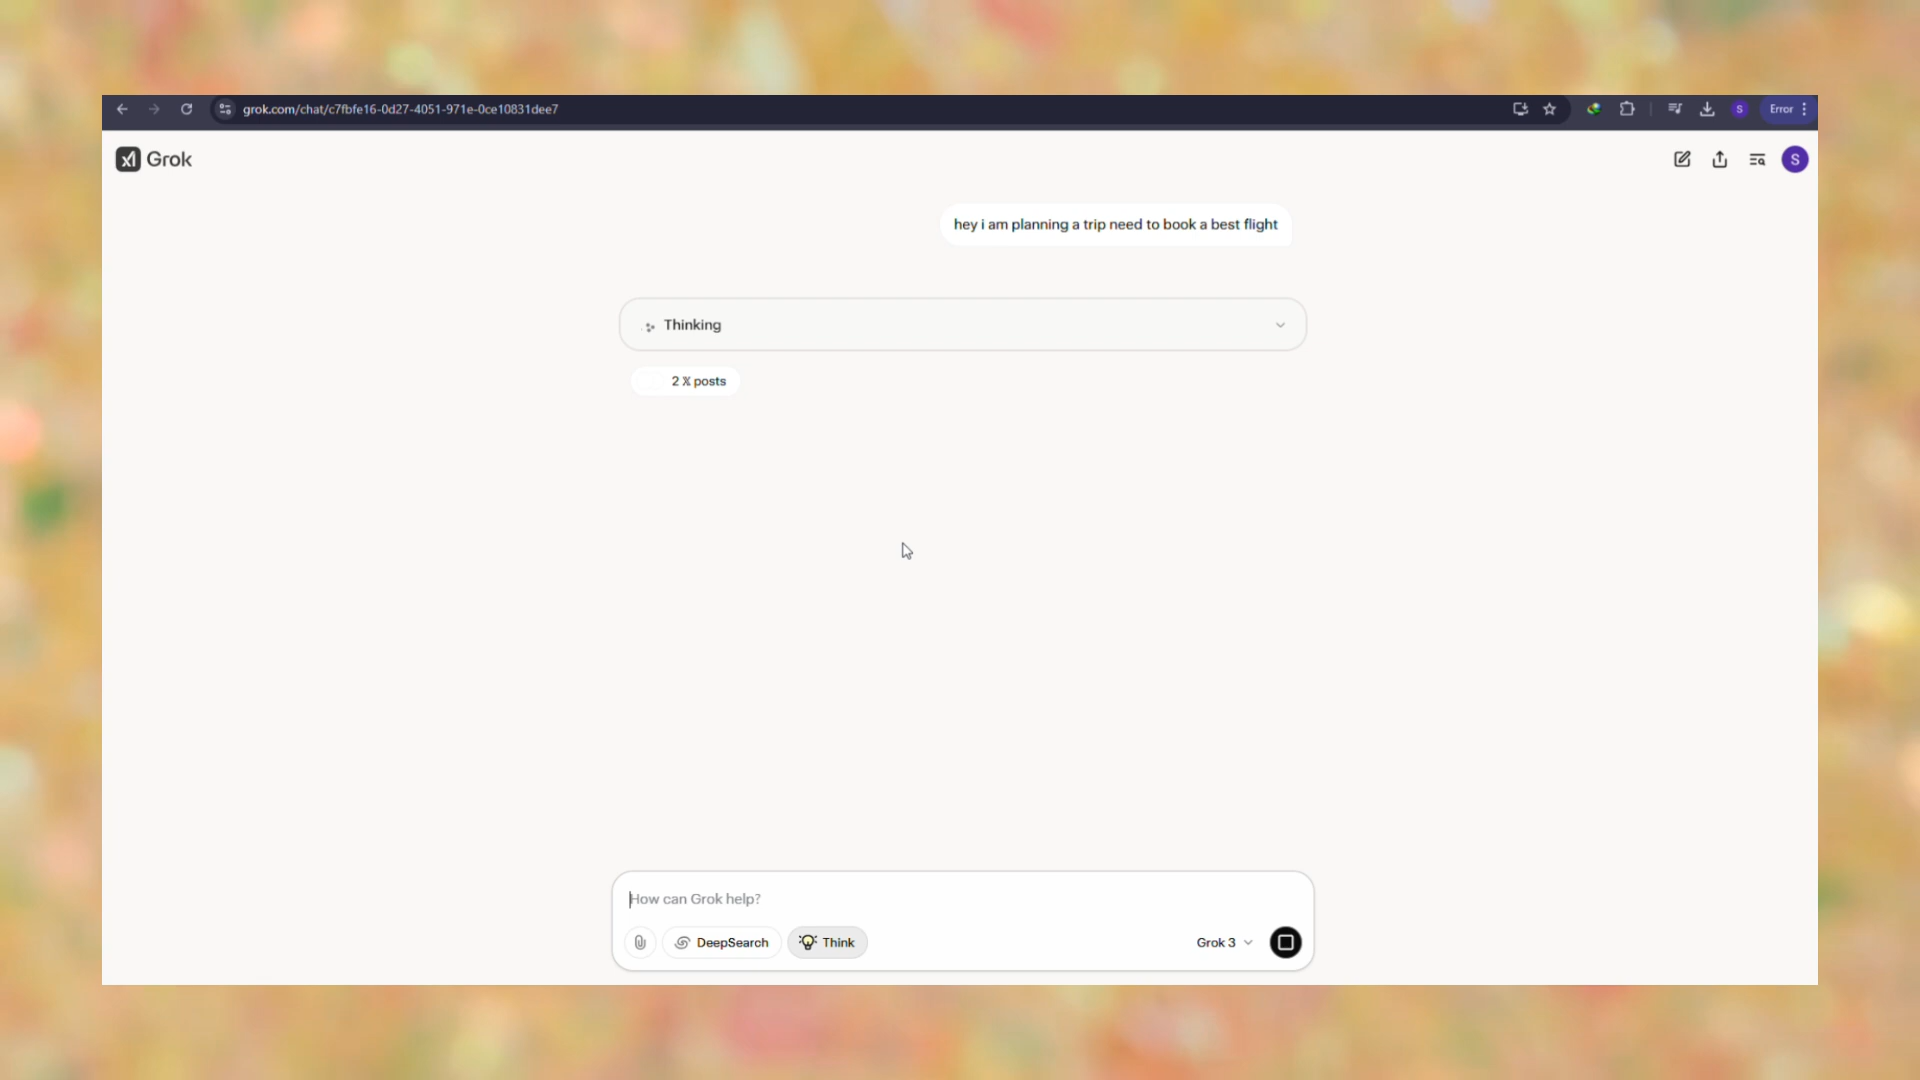 grok.com/chat/c7fbfe16-0d27-4051-971e-0ce10831dee7
S
Error
Grok
S
hey i am planning a trip need to book a best flight
Thinking
2 𝕏 posts
How can Grok help?
DeepSearch
Think
Grok 3